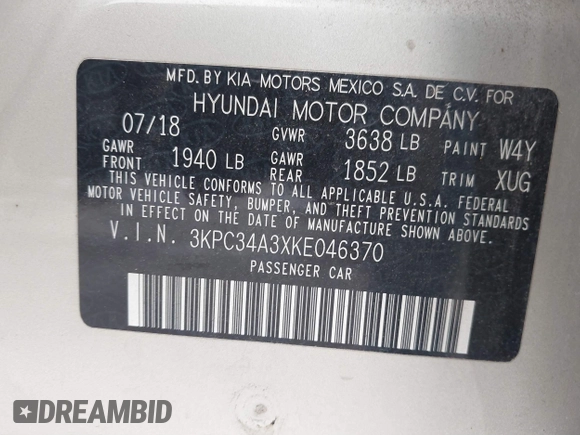 MFD. BY KIA MOTORS MEXICO S.A. DE C.V. FOR
HYUNDAI MOTOR COMPANY
07/18 GVWR 3638 LB PAINT W4Y
GAWR FRONT 1940 LB GAWR REAR 1852 LB TRIM XUG
THIS VEHICLE CONFORMS TO ALL APPLICABLE U.S.A. FEDERAL
MOTOR VEHICLE SAFETY, BUMPER, AND THEFT PREVENTION STANDARDS
IN EFFECT ON THE DATE OF MANUFACTURE SHOWN ABOVE.
V.I.N. 3KPC34A3XKE046370
PASSENGER CAR
DREAMBID